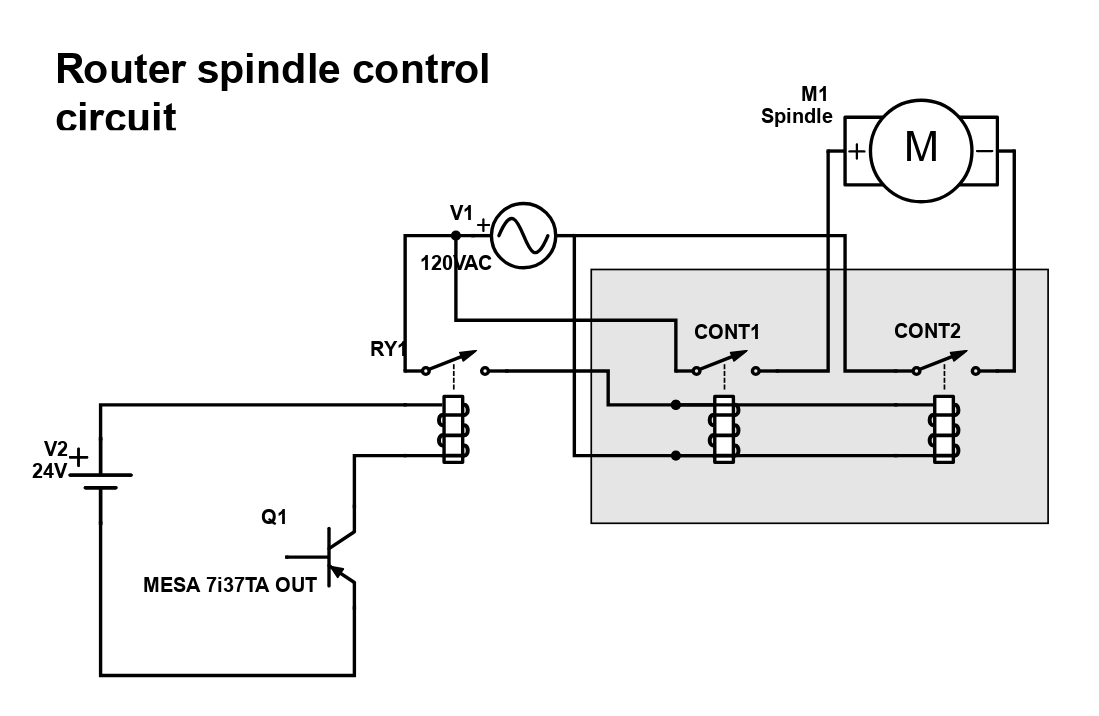 Router spindle control
circuit
M1
Spindle
M
+
−
V1
+
120VAC
RY1
CONT1
CONT2
V2
+
24V
Q1
MESA 7i37TA OUT